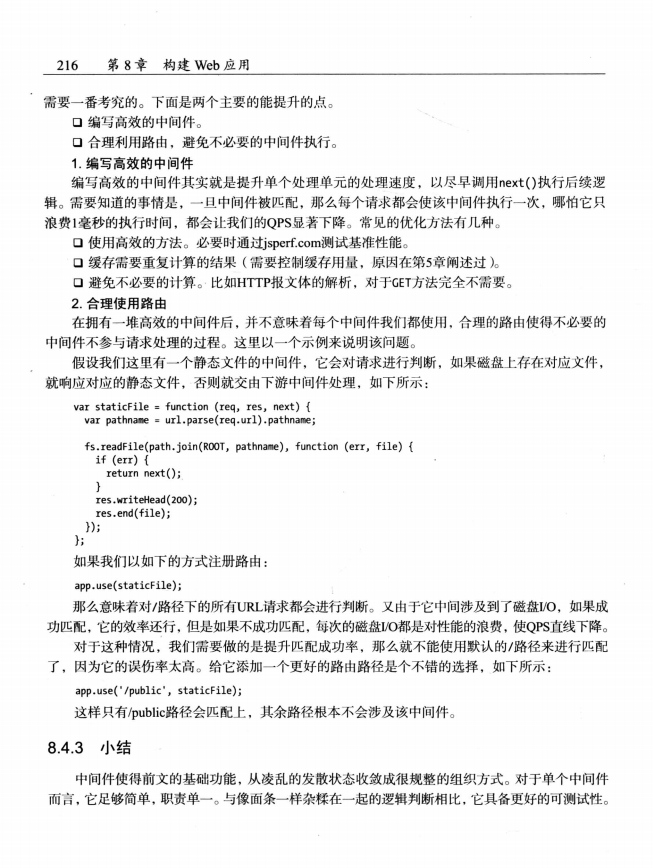 216 第 8 章 构建 Web 应用
需要一番考究的。下面是两个主要的能提升的点。
❑ 编写高效的中间件。
❑ 合理利用路由，避免不必要的中间件执行。
1. 编写高效的中间件
编写高效的中间件其实就是提升单个处理单元的处理速度，以尽早调用next()执行后续逻
辑。需要知道的事情是，一旦中间件被匹配，那么每个请求都会使该中间件执行一次，哪怕它只
浪费1毫秒的执行时间，都会让我们的QPS显著下降。常见的优化方法有几种。
❑ 使用高效的方法。必要时通过jsperf.com测试基准性能。
❑ 缓存需要重复计算的结果（需要控制缓存用量，原因在第5章阐述过）。
❑ 避免不必要的计算。比如HTTP报文体的解析，对于GET方法完全不需要。
2. 合理使用路由
在拥有一堆高效的中间件后，并不意味着每个中间件我们都使用，合理的路由使得不必要的
中间件不参与请求处理的过程。这里以一个示例来说明该问题。
假设我们这里有一个静态文件的中间件，它会对请求进行判断，如果磁盘上存在对应文件，
就响应对应的静态文件，否则就交由下游中间件处理，如下所示：
var staticFile = function (req, res, next) {
var pathname = url.parse(req.url).pathname;
fs.readFile(path.join(ROOT, pathname), function (err, file) {
if (err) {
return next();
}
res.writeHead(200);
res.end(file);
});
};
如果我们以如下的方式注册路由：
app.use(staticFile);
那么意味着对/路径下的所有URL请求都会进行判断。又由于它中间涉及到了磁盘I/O，如果成
功匹配，它的效率还行，但是如果不成功匹配，每次的磁盘I/O都是对性能的浪费，使QPS直线下降。
对于这种情况，我们需要做的是提升匹配成功率，那么就不能使用默认的/路径来进行匹配
了，因为它的误伤率太高。给它添加一个更好的路由路径是个不错的选择，如下所示：
app.use('/public', staticFile);
这样只有/public路径会匹配上，其余路径根本不会涉及该中间件。
8.4.3 小结
中间件使得前文的基础功能，从凌乱的发散状态收敛成很规整的组织方式。对于单个中间件
而言，它足够简单，职责单一。与像面条一样杂糅在一起的逻辑判断相比，它具备更好的可测试性。